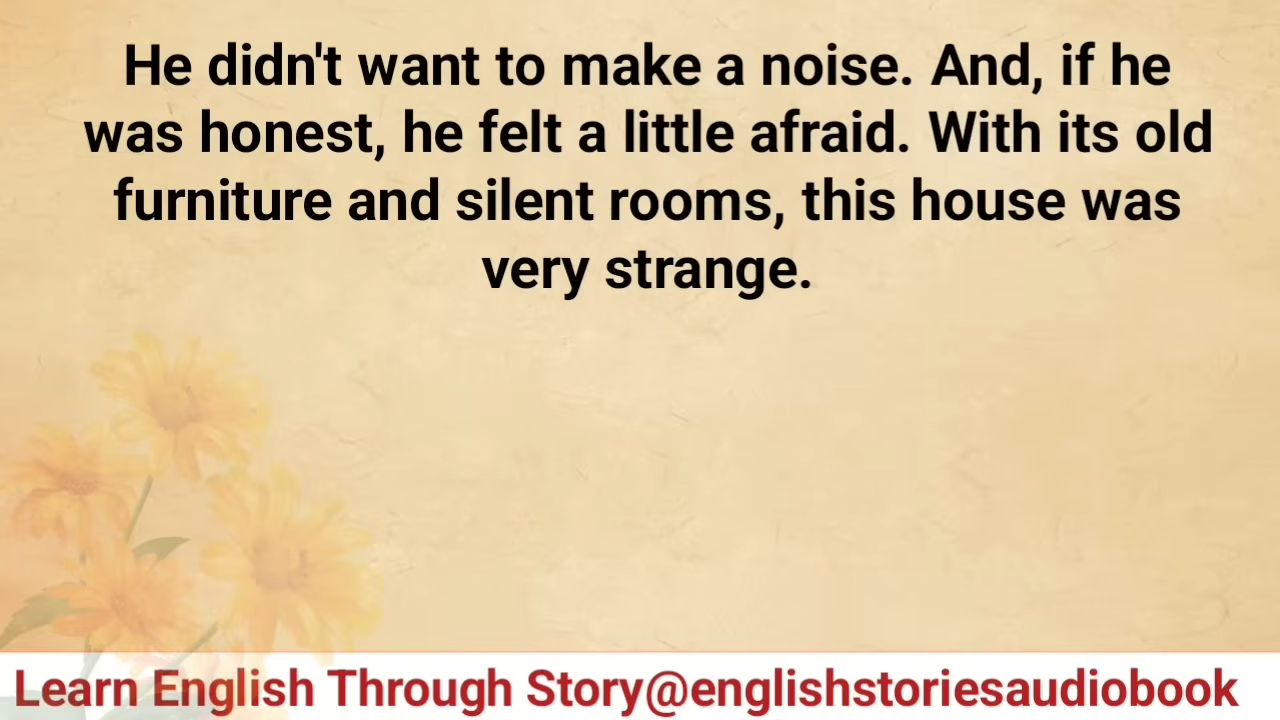 He didn't want to make a noise. And, if he
was honest, he felt a little afraid. With its old
furniture and silent rooms, this house was
very strange.
Learn English Through Story@englishstoriesaudiobook